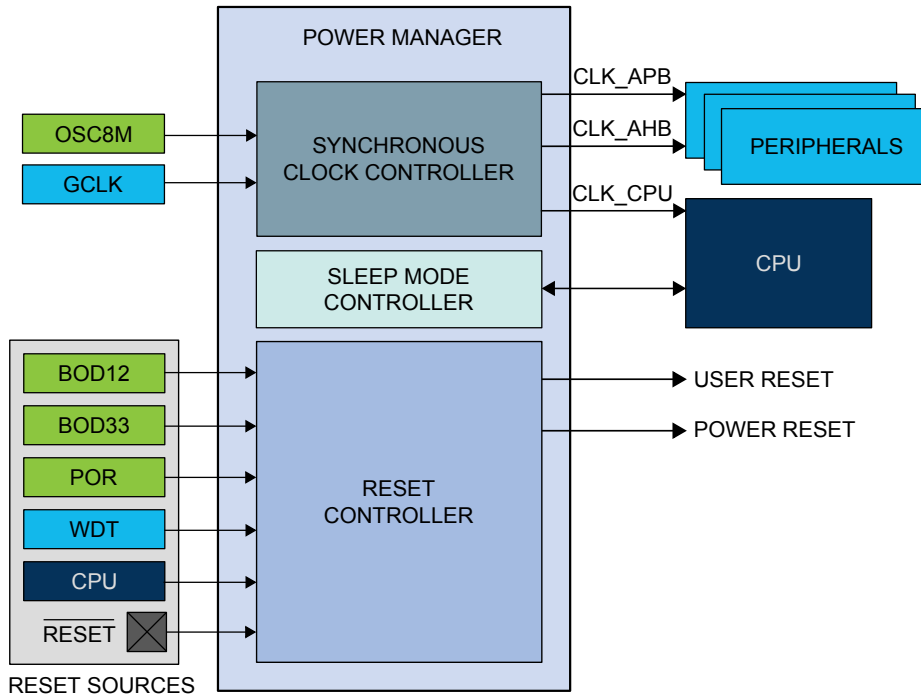 POWER MANAGER
OSC8M
GCLK
SYNCHRONOUS
CLOCK CONTROLLER
CLK_APB
CLK_AHB
CLK_CPU
PERIPHERALS
CPU
SLEEP MODE
CONTROLLER
BOD12
BOD33
POR
WDT
CPU
RESET
RESET SOURCES
RESET
CONTROLLER
USER RESET
POWER RESET